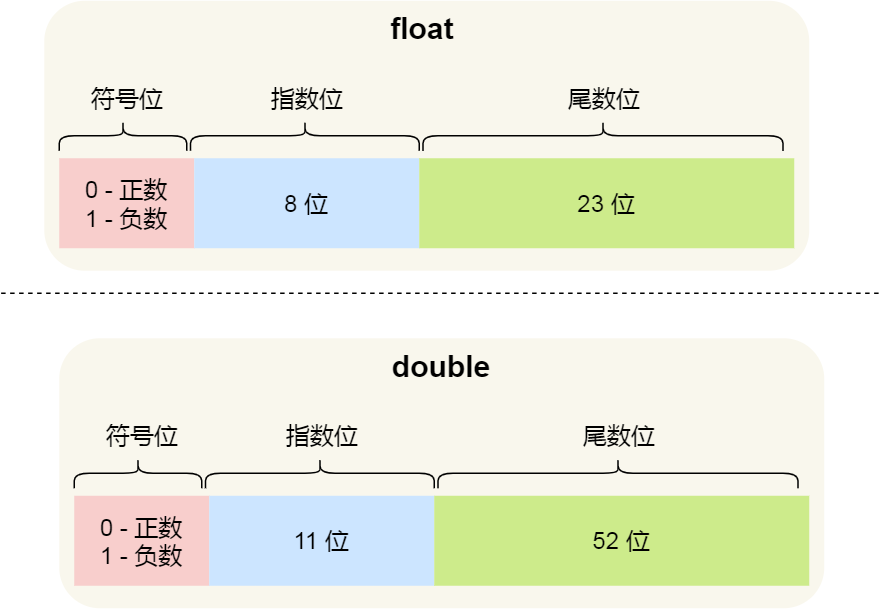 float
符号位 指数位 尾数位
0 - 正数
1 - 负数
8 位
23 位
double
符号位 指数位 尾数位
0 - 正数
1 - 负数
11 位
52 位